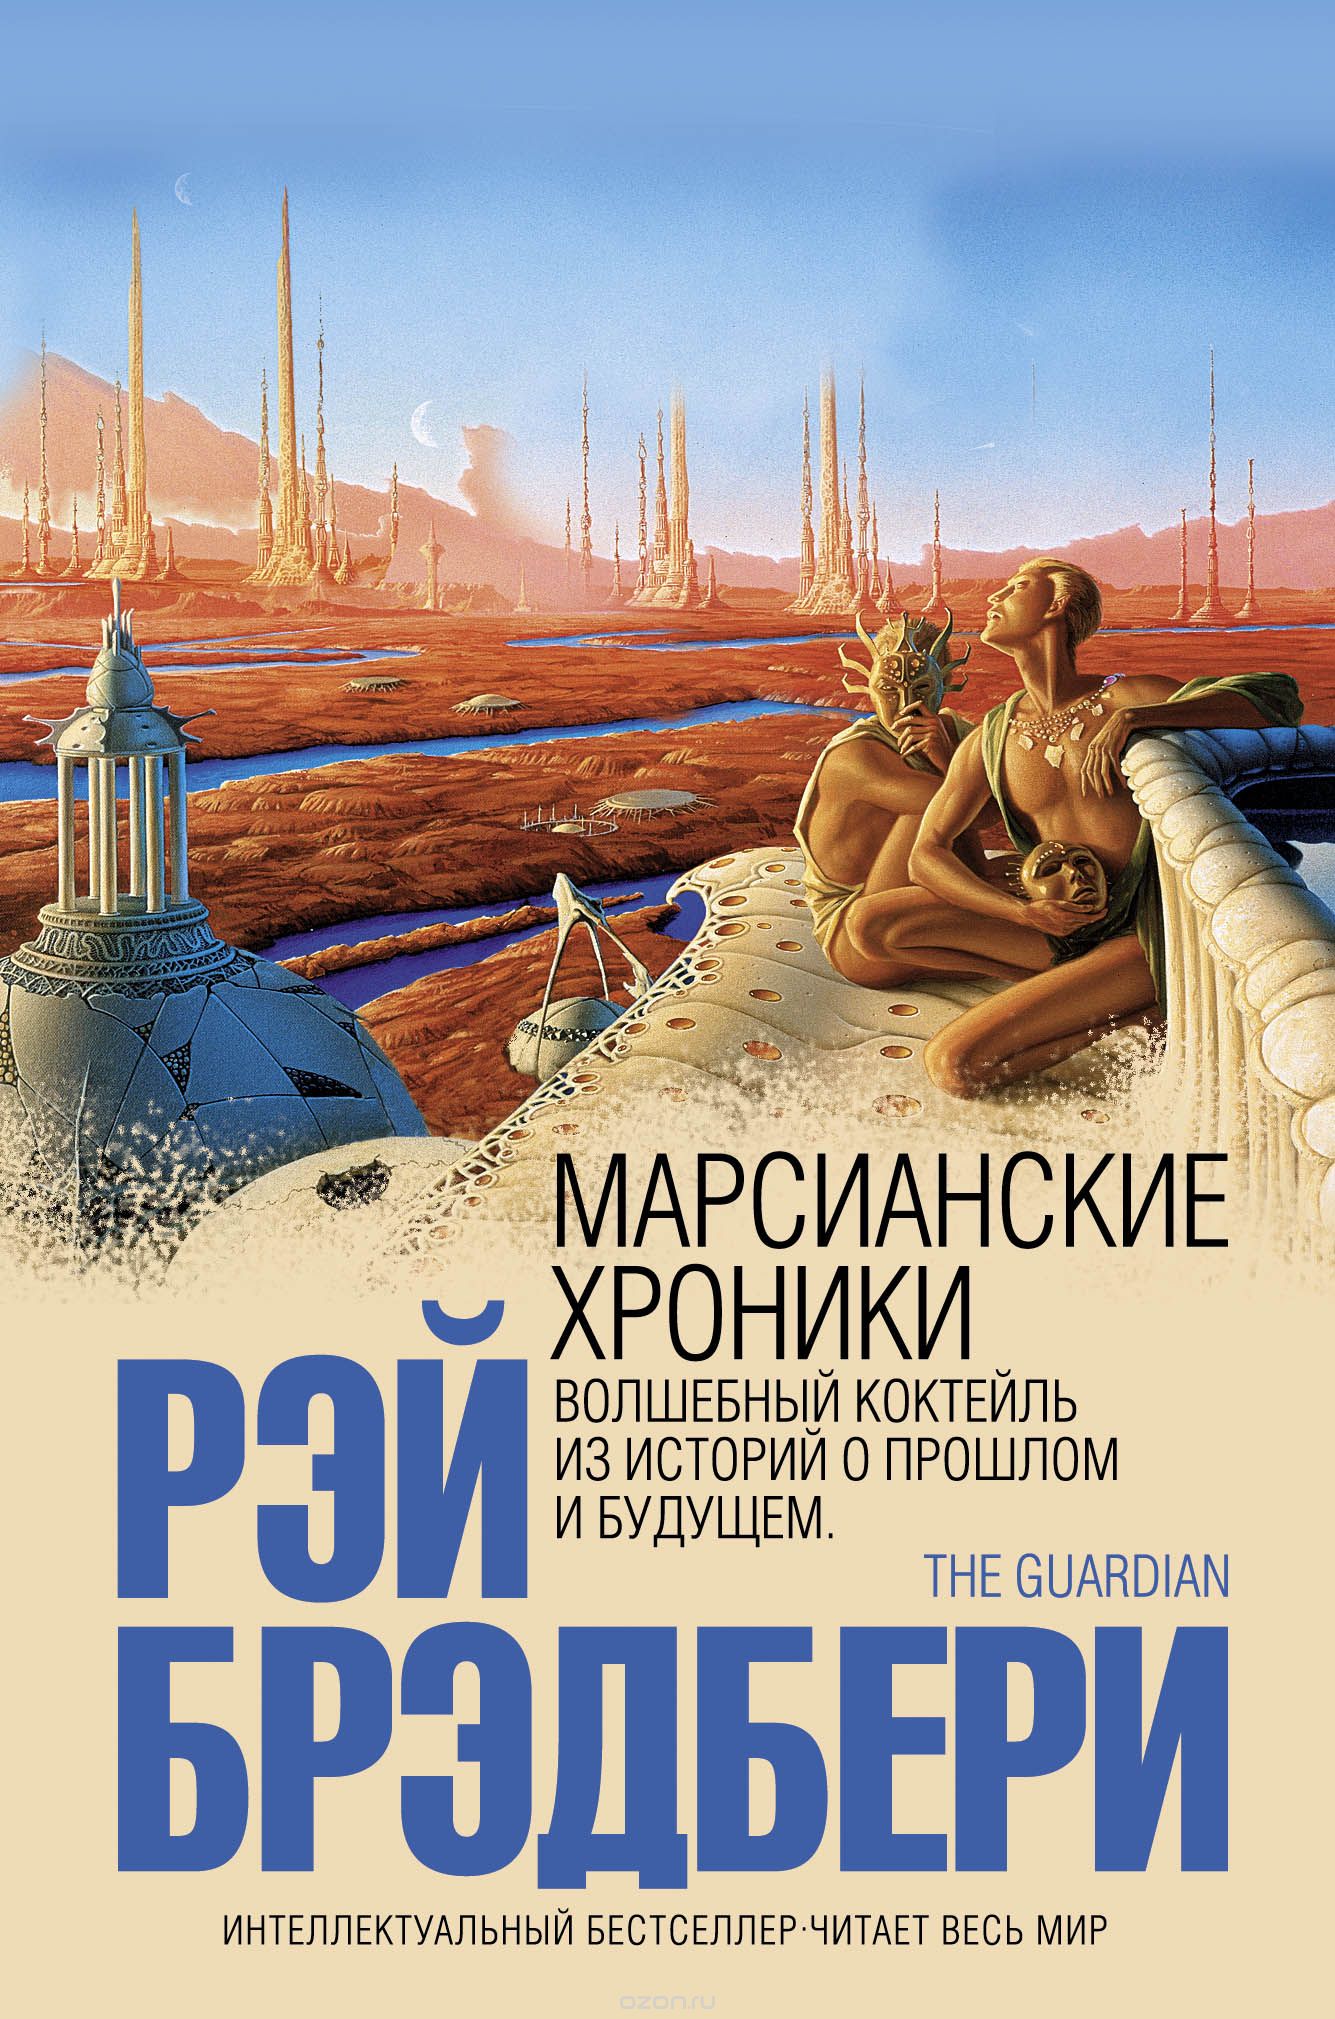 МАРСИАНСКИЕ
ХРОНИКИ
ВОЛШЕБНЫЙ КОКТЕЙЛЬ
ИЗ ИСТОРИЙ О ПРОШЛОМ
И БУДУЩЕМ.
THE GUARDIAN
РЭЙ
БРЭДБЕРИ
ИНТЕЛЛЕКТУАЛЬНЫЙ БЕСТСЕЛЛЕР·ЧИТАЕТ ВЕСЬ МИР
ozon.ru